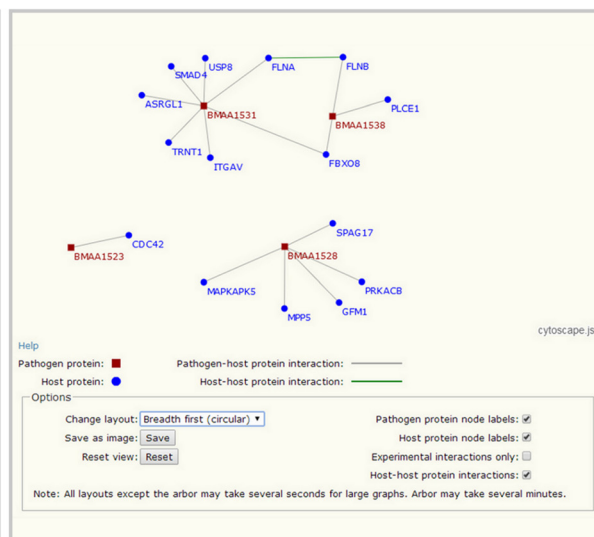 USP8
SMAD4
FLNA
FLNB
ASRGL1
BMAA1531
PLCE1
BMAA1538
TRNT1
ITGAV
FBXO8
SPAG17
CDC42
BMAA1523
BMAA1528
MAPKAPK5
PRKACB
GFM1
MPP5
cytoscape.js
Help
Pathogen protein: Pathogen-host protein interaction:
Host protein: Host-host protein interaction:
Options
Change layout: Breadth first (circular) Pathogen protein node labels:
Save as image: Save Host protein node labels:
Reset view: Reset Experimental interactions only:
Host-host protein interactions:
Note: All layouts except the arbor may take several seconds for large graphs. Arbor may take several minutes.